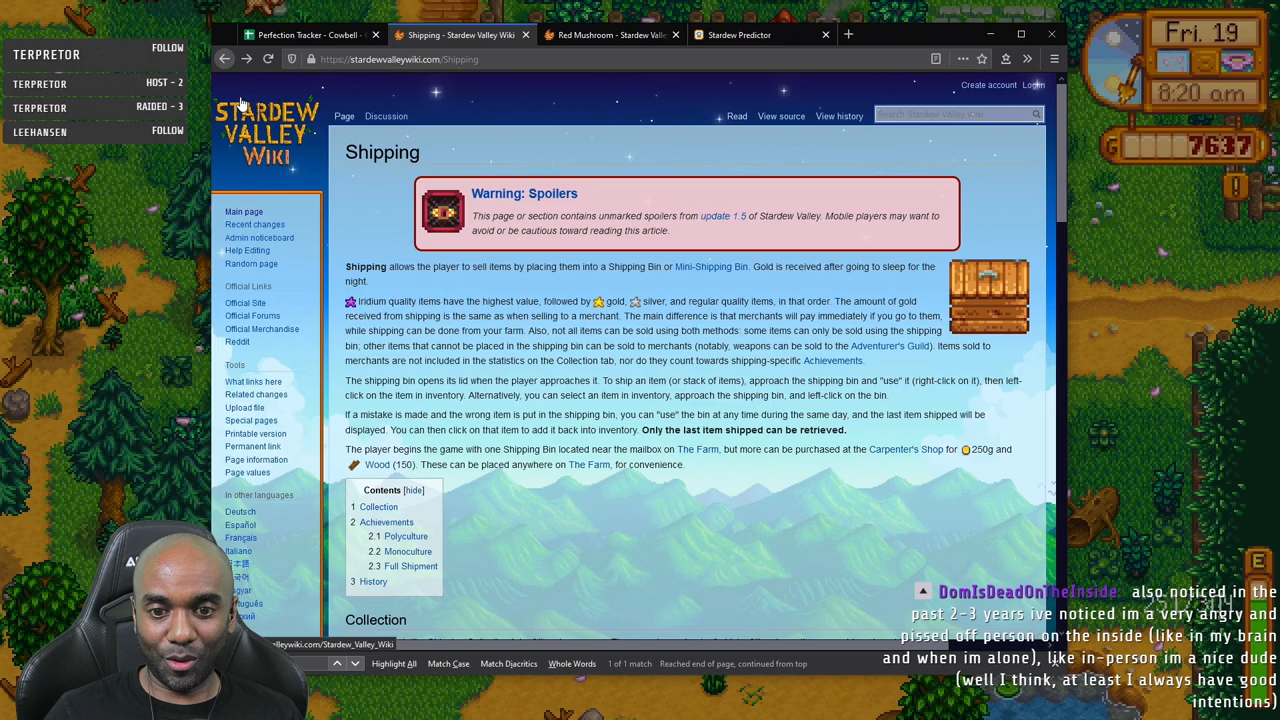 TERPRETOR FOLLOW
TERPRETOR HOST - 2
TERPRETOR RAIDED - 3
LEEHANSEN FOLLOW
Perfection Tracker - Cowbell -
Shipping - Stardew Valley Wiki
Red Mushroom - Stardew Valle
Stardew Predictor
https://stardewvalleywiki.com/Shipping
Fri. 19
8:20 am
7637
Create account Login
STARDEW
VALLEY
WIKI
Page Discussion Read View source View history Search Stardew Valley Wiki
Shipping
Warning: Spoilers
This page or section contains unmarked spoilers from update 1.5 of Stardew Valley. Mobile players may want to
avoid or be cautious toward reading this article.
Shipping allows the player to sell items by placing them into a Shipping Bin or Mini-Shipping Bin. Gold is received after going to sleep for the
night.
Iridium quality items have the highest value, followed by gold, silver, and regular quality items, in that order. The amount of gold
received from shipping is the same as when selling to a merchant. The main difference is that merchants will pay immediately if you go to them,
while shipping can be done from your farm. Also, not all items can be sold using both methods: some items can only be sold using the shipping
bin; other items that cannot be placed in the shipping bin can be sold to merchants (notably, weapons can be sold to the Adventurer's Guild). Items sold to
merchants are not included in the statistics on the Collection tab, nor do they count towards shipping-specific Achievements.
The shipping bin opens its lid when the player approaches it. To ship an item (or stack of items), approach the shipping bin and "use" it (right-click on it), then left-
click on the item in inventory. Alternatively, you can select an item in inventory, approach the shipping bin, and left-click on the bin.
If a mistake is made and the wrong item is put in the shipping bin, you can "use" the bin at any time during the same day, and the last item shipped will be
displayed. You can then click on that item to add it back into inventory. Only the last item shipped can be retrieved.
The player begins the game with one Shipping Bin located near the mailbox on The Farm, but more can be purchased at the Carpenter's Shop for 250g and
Wood (150). These can be placed anywhere on The Farm, for convenience.
Contents [hide]
1 Collection
2 Achievements
2.1 Polyculture
2.2 Monoculture
2.3 Full Shipment
3 History
Collection
Main page
Recent changes
Admin noticeboard
Help Editing
Random page
Official Links
Official Site
Official Forums
Official Merchandise
Reddit
Tools
What links here
Related changes
Upload file
Special pages
Printable version
Permanent link
Page information
Page values
In other languages
Deutsch
Español
Français
Italiano
日本語
alleywiki.com/Stardew_Valley_Wiki
Highlight All Match Case Match Diacritics Whole Words 1 of 1 match Reached end of page, continued from top
E
DomIsDeadOnTheInside: also noticed in the
past 2-3 years ive noticed im a very angry and
pissed off person on the inside (like in my brain
and when im alone), like in-person im a nice dude
(well I think, at least I always have good
intentions)